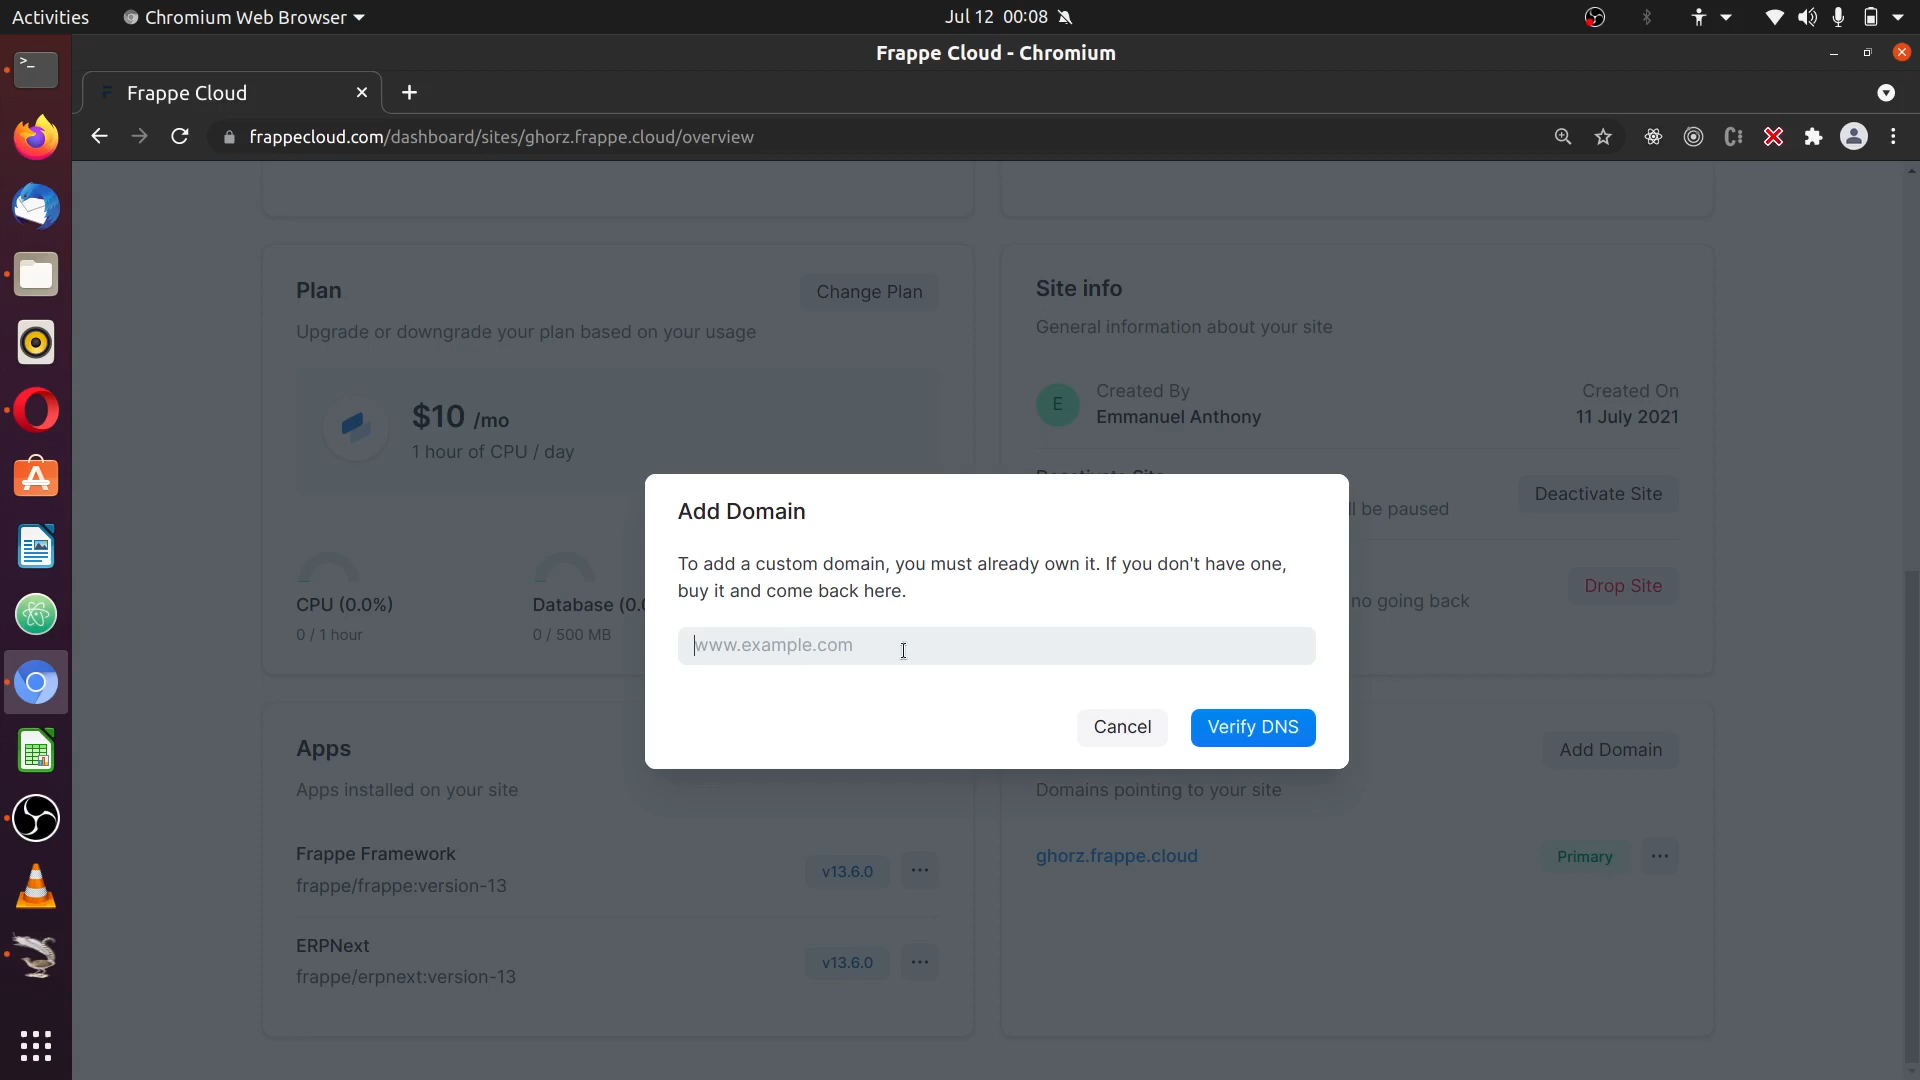 Activities
Chromium Web Browser
Jul 12 00:08
Frappe Cloud - Chromium
Frappe Cloud
frappecloud.com/dashboard/sites/ghorz.frappe.cloud/overview
Plan
Change Plan
Upgrade or downgrade your plan based on your usage
$10 /mo
1 hour of CPU / day
CPU (0.0%)
0 / 1 hour
Database (0.
0 / 500 MB
Site info
General information about your site
E
Created By
Emmanuel Anthony
Created On
11 July 2021
Deactivate Site
be paused
Deactivate Site
no going back
Drop Site
Add Domain
To add a custom domain, you must already own it. If you don't have one,
buy it and come back here.
www.example.com
Cancel
Verify DNS
Apps
Apps installed on your site
Frappe Framework
frappe/frappe:version-13
v13.6.0
ERPNext
frappe/erpnext:version-13
v13.6.0
Add Domain
Domains pointing to your site
ghorz.frappe.cloud
Primary